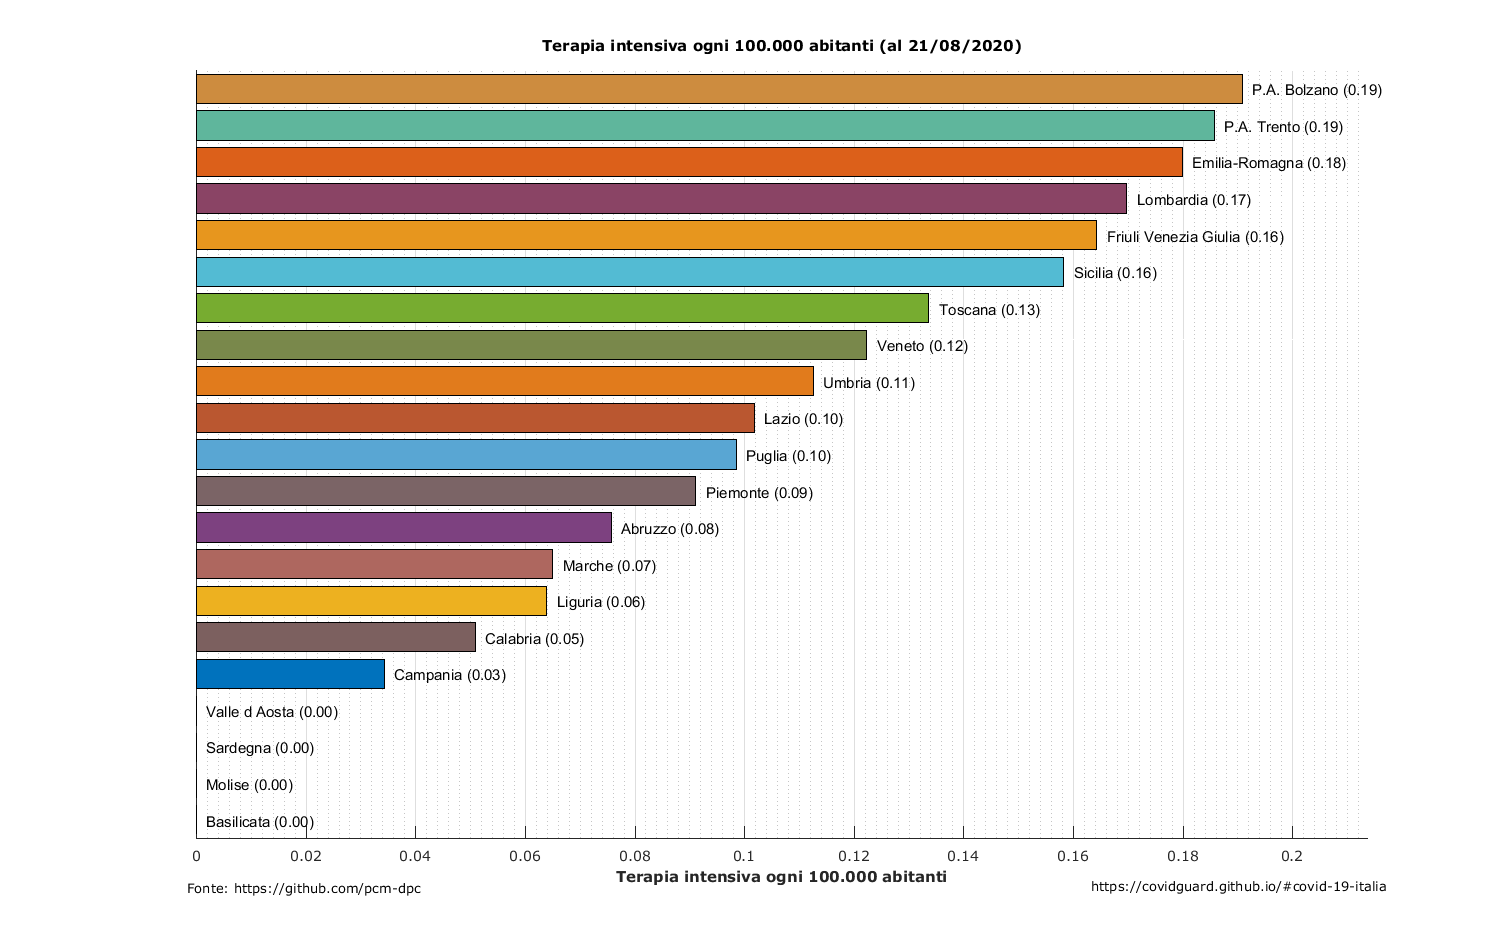 Terapia intensiva ogni 100.000 abitanti (al 21/08/2020)
P.A. Bolzano (0.19)
P.A. Trento (0.19)
Emilia-Romagna (0.18)
Lombardia (0.17)
Friuli Venezia Giulia (0.16)
Sicilia (0.16)
Toscana (0.13)
Veneto (0.12)
Umbria (0.11)
Lazio (0.10)
Puglia (0.10)
Piemonte (0.09)
Abruzzo (0.08)
Marche (0.07)
Liguria (0.06)
Calabria (0.05)
Campania (0.03)
Valle d Aosta (0.00)
Sardegna (0.00)
Molise (0.00)
Basilicata (0.00)
0 0.02 0.04 0.06 0.08 0.1 0.12 0.14 0.16 0.18 0.2
Terapia intensiva ogni 100.000 abitanti
Fonte: https://github.com/pcm-dpc
https://covidguard.github.io/#covid-19-italia